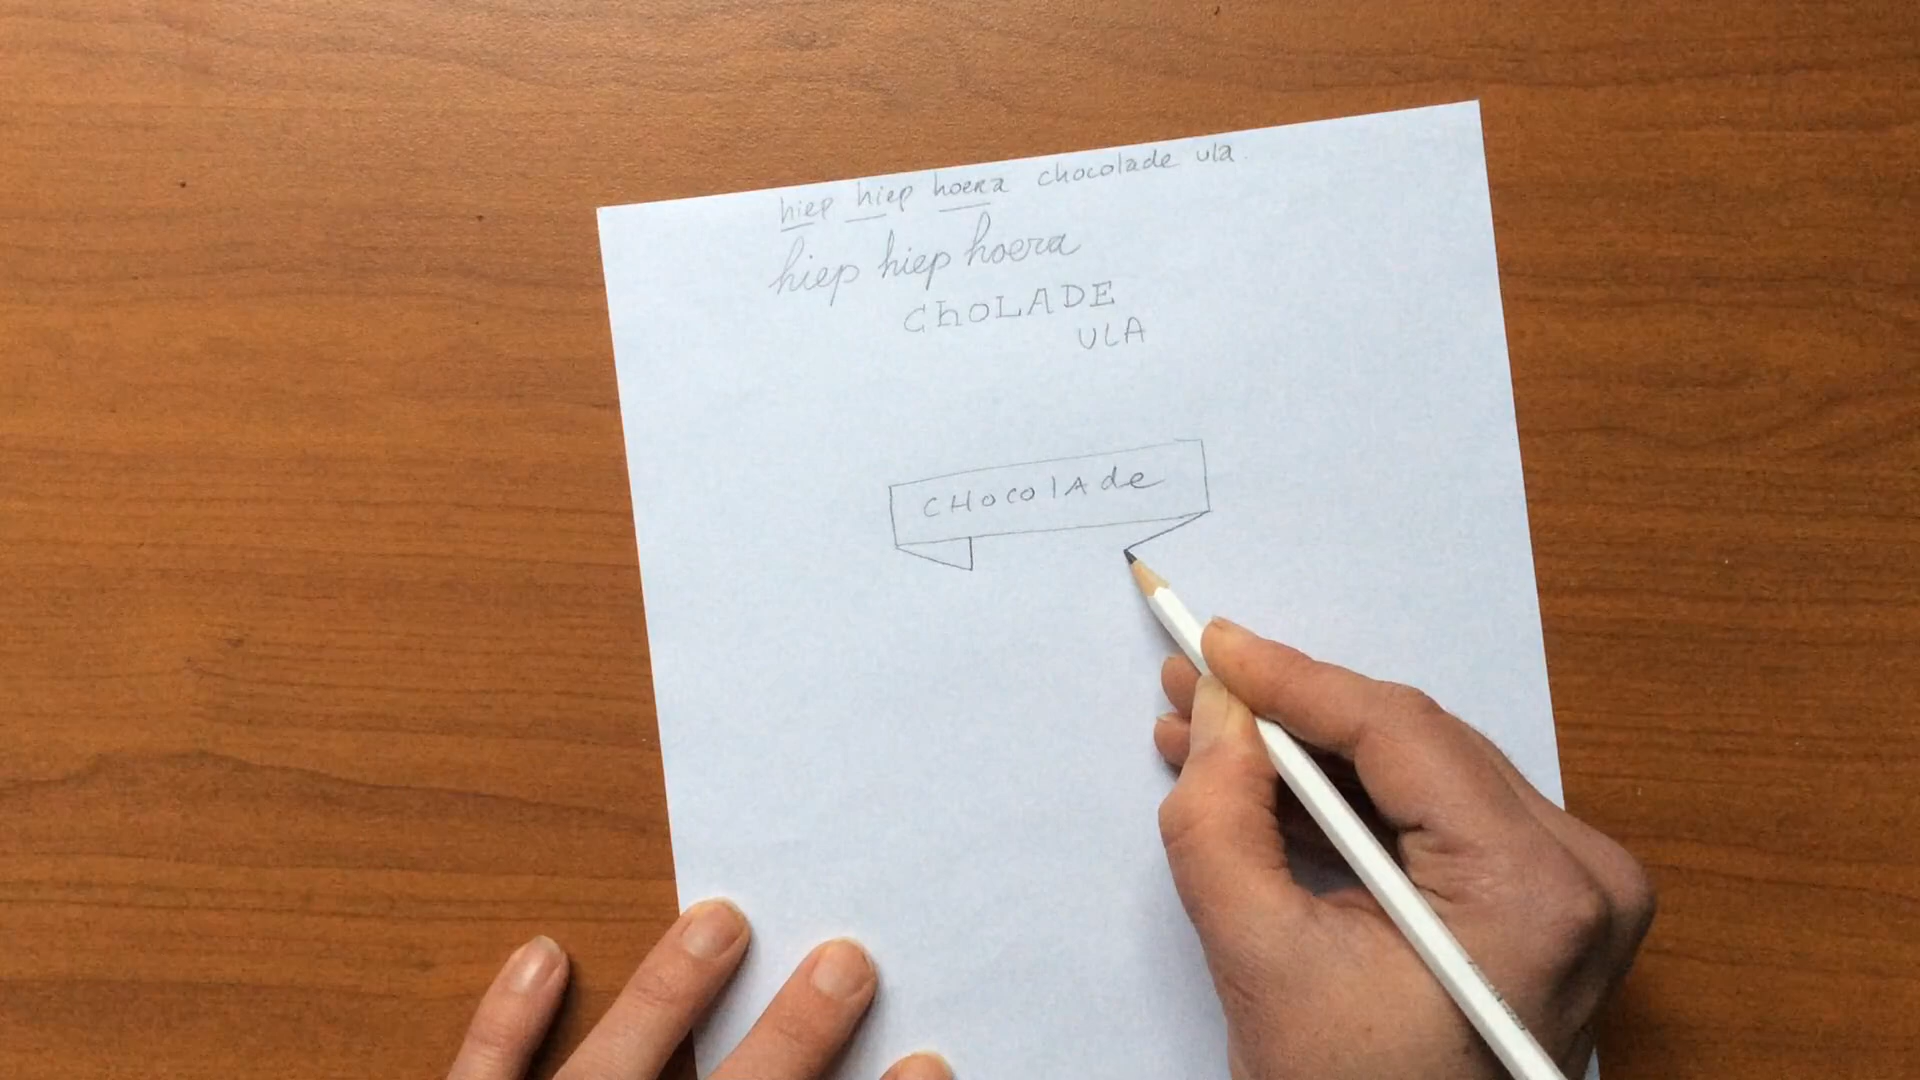 hiep hiep hoera chocolade ula.
hiep hiep hoera
ChOLADE
ULA
CHocolAde